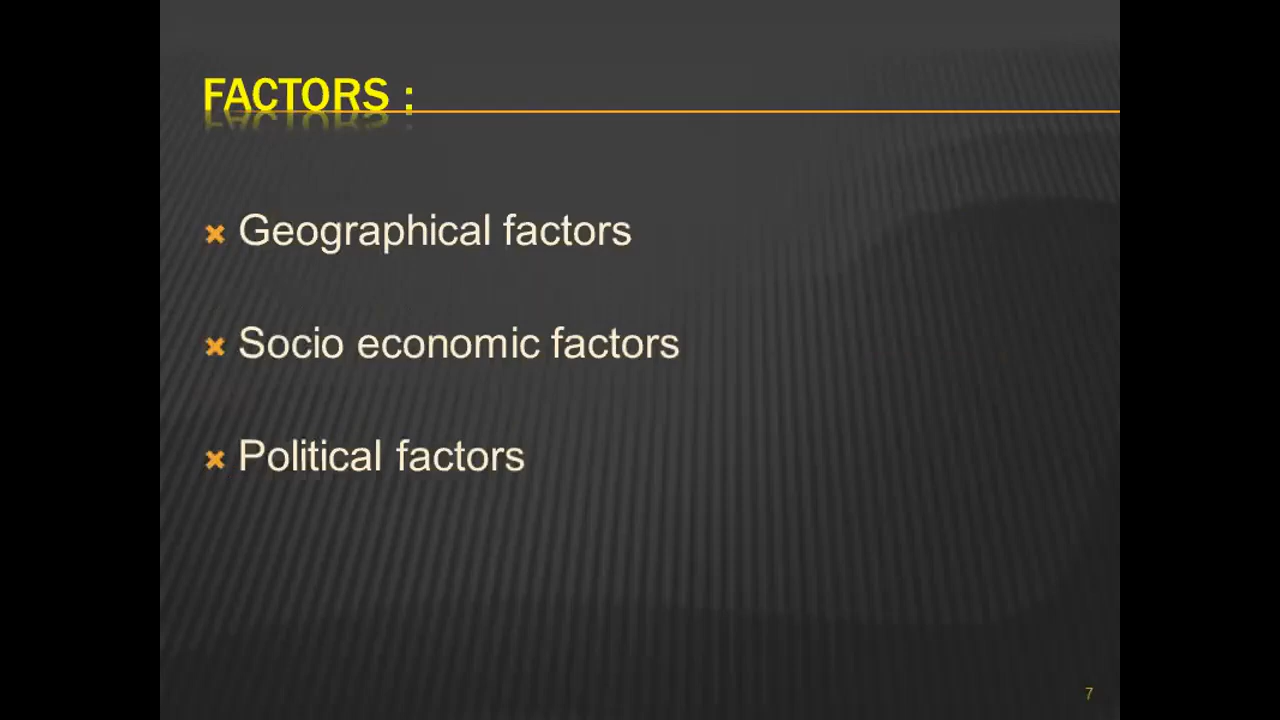 FACTORS :
Geographical factors
Socio economic factors
Political factors
7